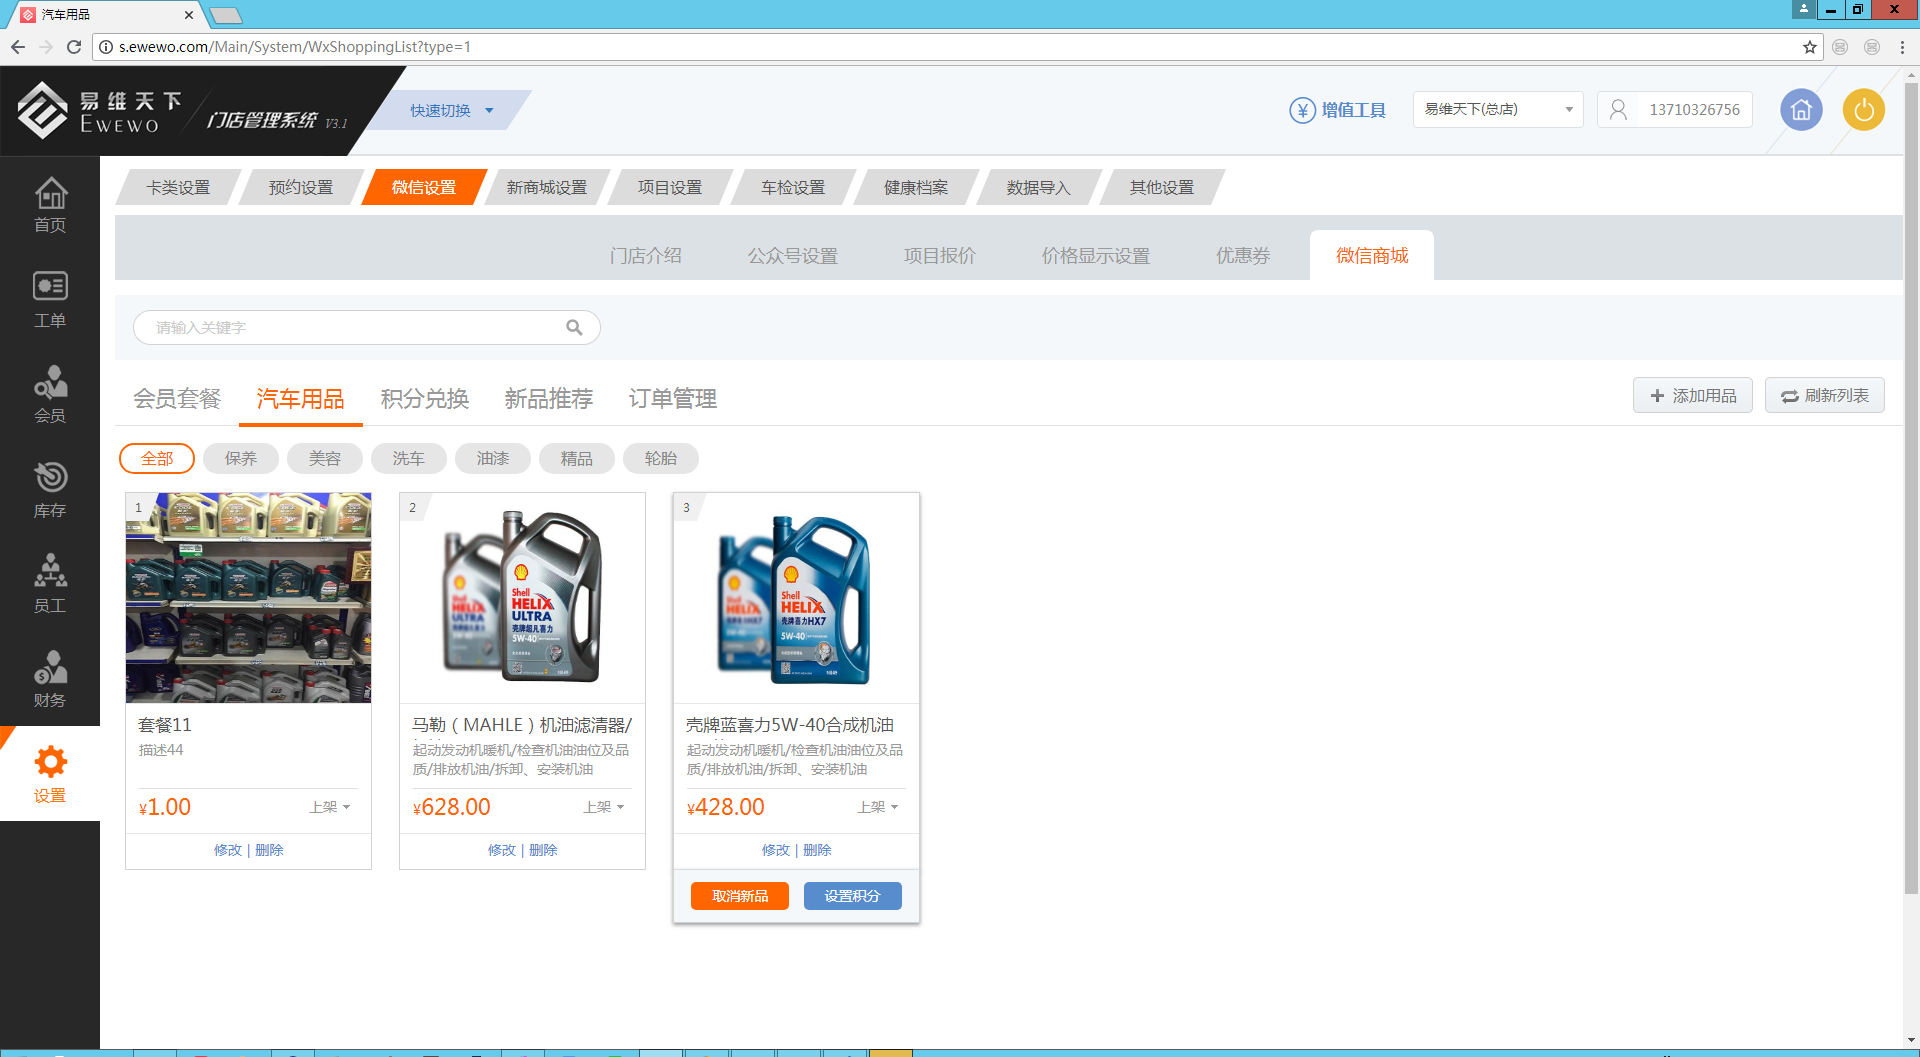 汽车用品
s.ewewo.com/Main/System/WxShoppingList?type=1
易维天下
EWEWO
门店管理系统 V3.1
快速切换
增值工具
易维天下(总店)
13710326756
首页
工单
会员
库存
员工
财务
设置
卡类设置
预约设置
微信设置
新商城设置
项目设置
车检设置
健康档案
数据导入
其他设置
门店介绍
公众号设置
项目报价
价格显示设置
优惠券
微信商城
请输入关键字
会员套餐
汽车用品
积分兑换
新品推荐
订单管理
添加用品
刷新列表
全部
保养
美容
洗车
油漆
精品
轮胎
1
套餐11
描述44
¥1.00
上架
修改 | 删除
2
Shell
HELIX
ULTRA
壳牌超凡喜力
5W-40
马勒（MAHLE）机油滤清器/
起动发动机暖机/检查机油油位及品
质/排放机油/拆卸、安装机油
¥628.00
上架
修改 | 删除
3
Shell
HELIX
壳牌喜力HX7
5W-40
壳牌蓝喜力5W-40合成机油
起动发动机暖机/检查机油油位及品
质/排放机油/拆卸、安装机油
¥428.00
上架
修改 | 删除
取消新品
设置积分